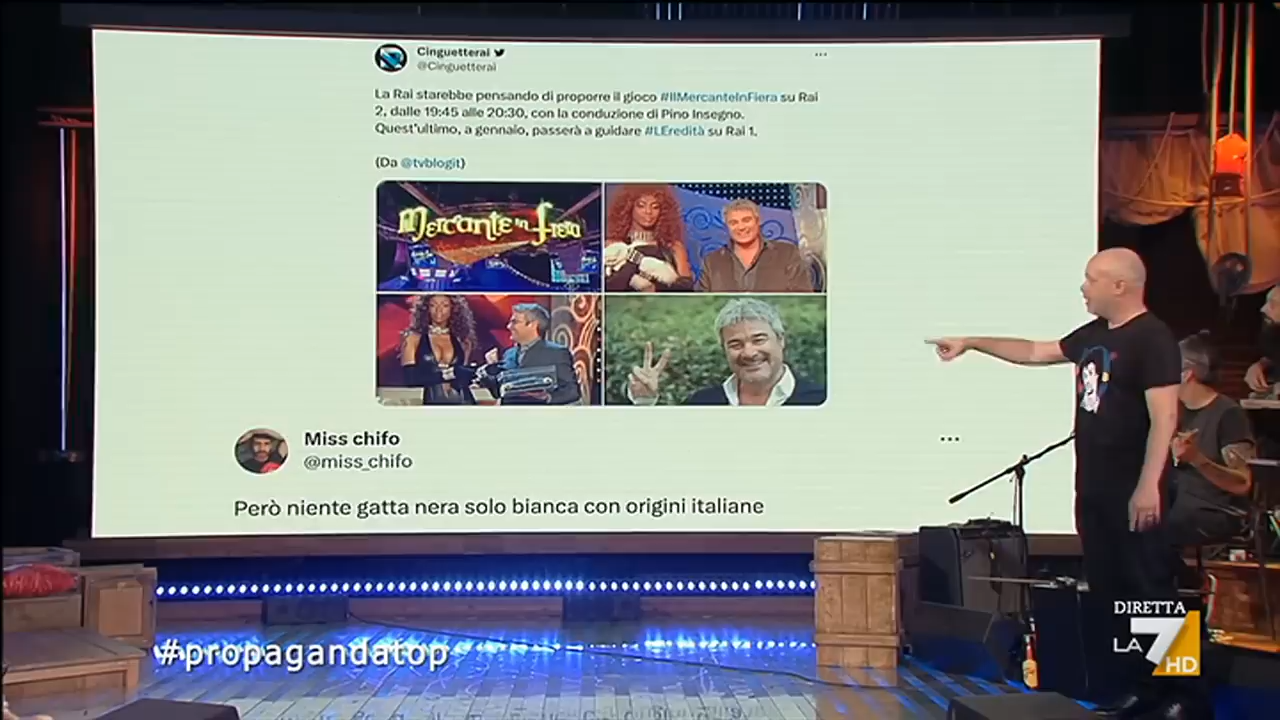 Cinguetterai
@Cinguetterai
La Rai starebbe pensando di proporre il gioco #IlMercanteInFiera su Rai
2, dalle 19:45 alle 20:30, con la conduzione di Pino Insegno.
Quest'ultimo, a gennaio, passerà a guidare #LEredità su Rai 1.
(Da @tvblogit)
Mercante in Fiera
Miss chifo
@miss_chifo
Però niente gatta nera solo bianca con origini italiane
#propagandatop
DIRETTA
LA 7 HD